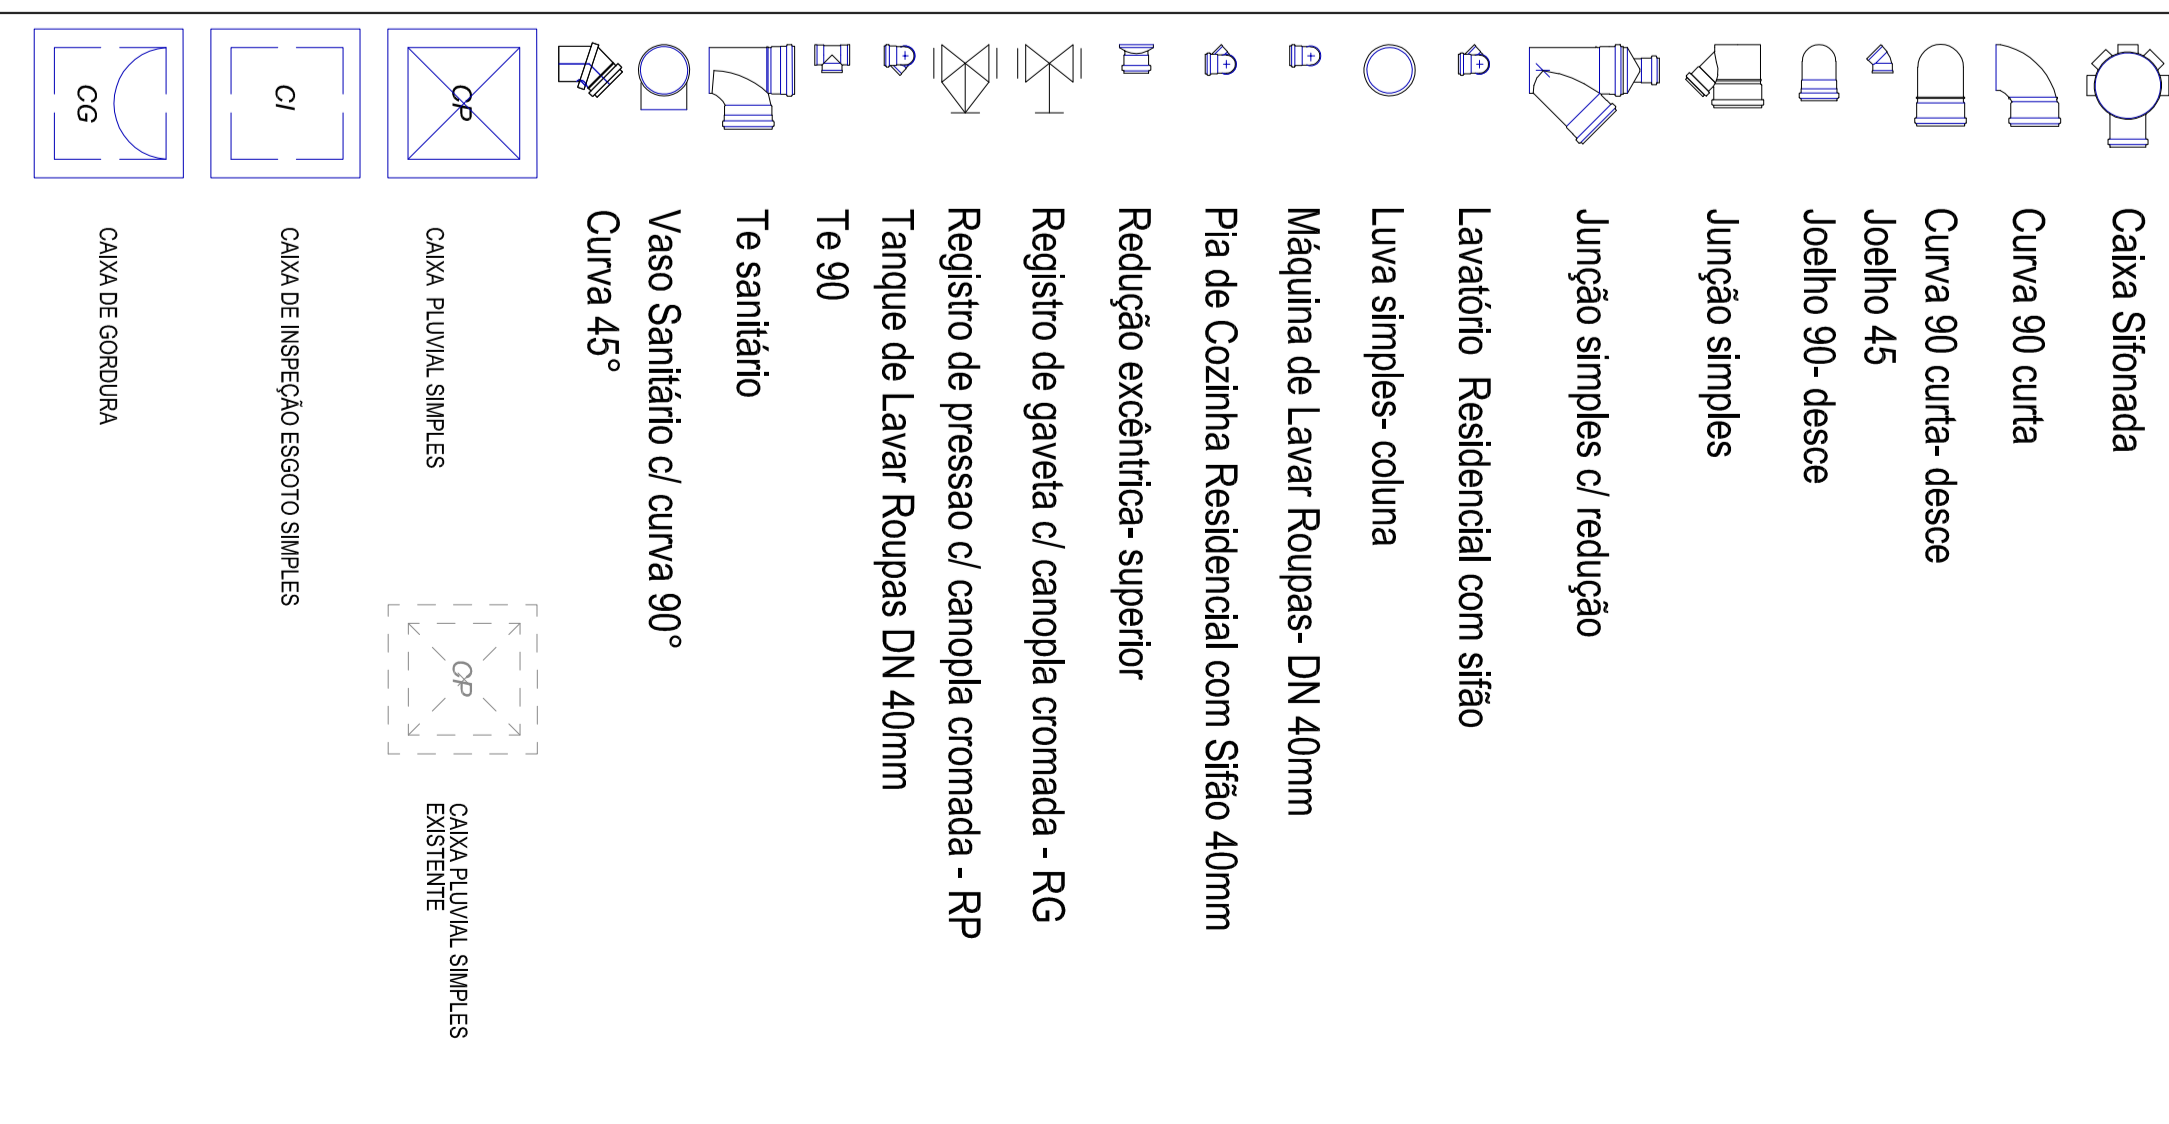 Caixa Sifonada
Curva 90 curta
Curva 90 curta- desce
Joelho 45
Joelho 90- desce
Junção simples
Junção simples c/ redução
Lavatório Residencial com sifão
Luva simples- coluna
Máquina de Lavar Roupas- DN 40mm
Pia de Cozinha Residencial com Sifão 40mm
Redução excêntrica- superior
Registro de gaveta c/ canopla cromada - RG
Registro de pressao c/ canopla cromada - RP
Tanque de Lavar Roupas DN 40mm
Te 90
Te sanitário
Vaso Sanitário c/ curva 90°
Curva 45°
CP
CAIXA PLUVIAL SIMPLES
CP
CAIXA PLUVIAL SIMPLES
EXISTENTE
CI
CAIXA DE INSPEÇÃO ESGOTO SIMPLES
CG
CAIXA DE GORDURA